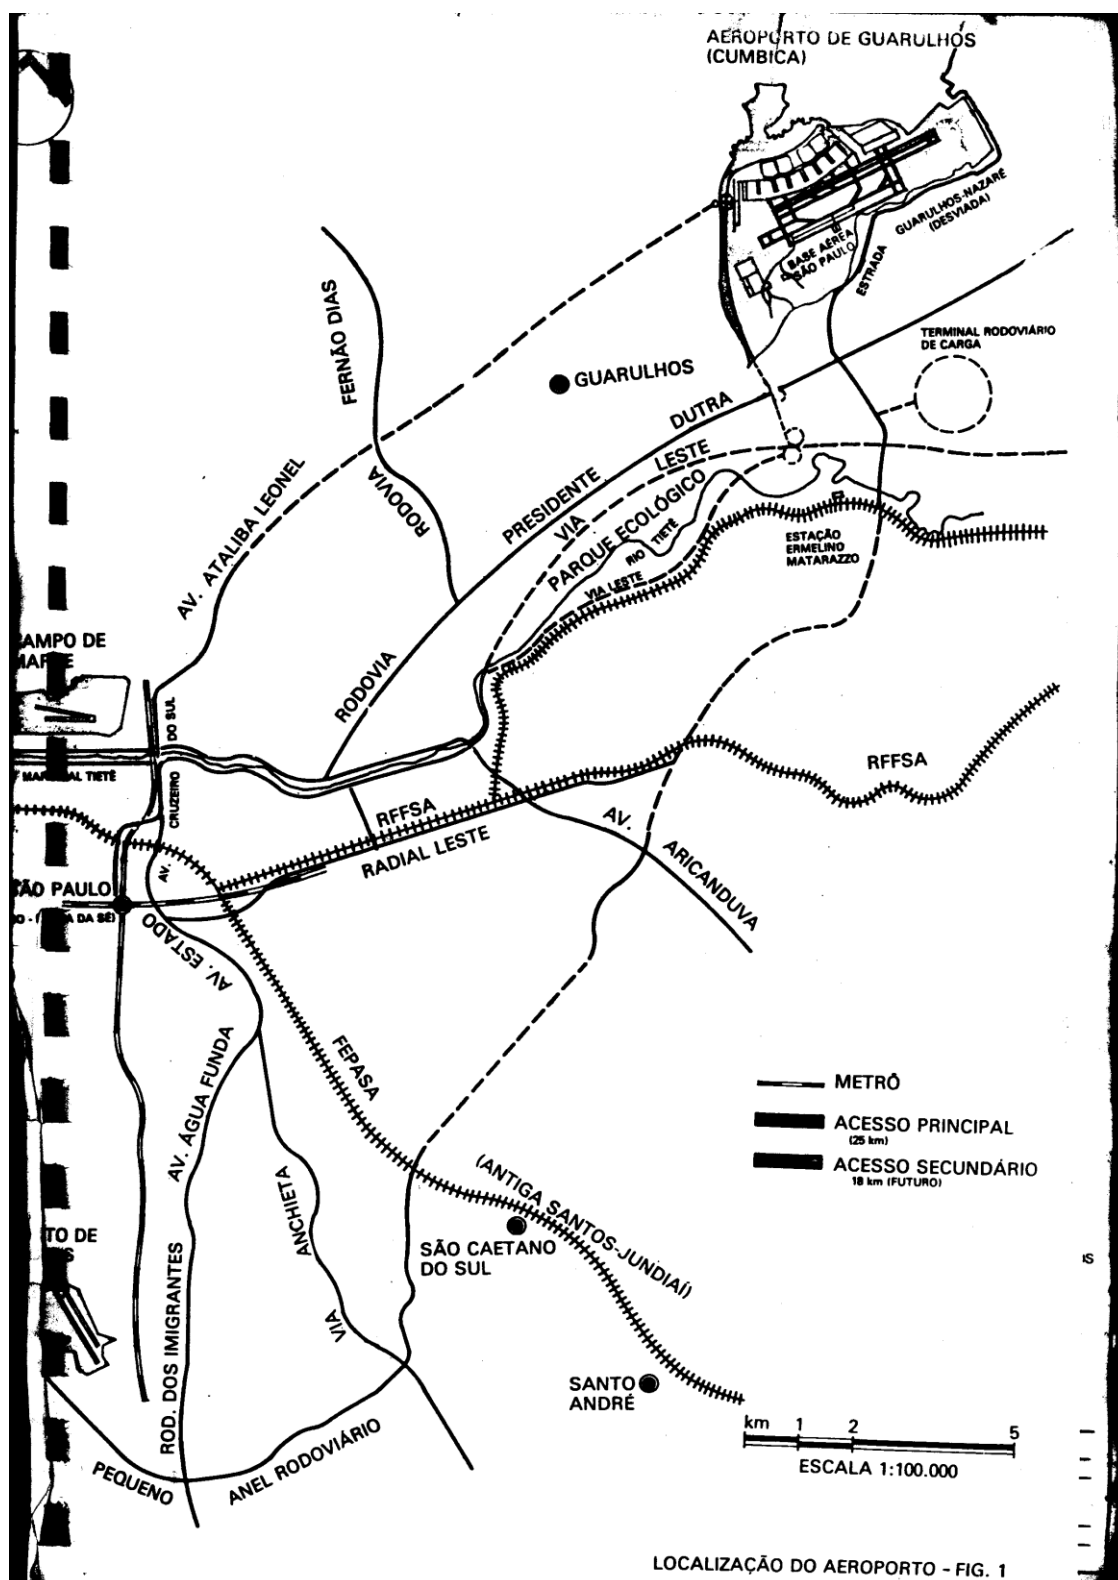 AEROPORTO DE GUARULHOS
(CUMBICA)
GUARULHOS-NAZARÉ
(DESVIADA)
ESTRADA
BASE AÉREA
SÃO PAULO
TERMINAL RODOVIÁRIO
DE CARGA
FERNÃO DIAS
RODOVIA
GUARULHOS
AV. ATALIBA LEONEL
RODOVIA PRESIDENTE DUTRA
VIA LESTE
PARQUE ECOLÓGICO
RIO TIETÊ
VIA LESTE
ESTAÇÃO
ERMELINO
MATARAZZO
CAMPO DE
AV. CRUZEIRO DO SUL
TIETÊ
RFFSA
RFFSA
RADIAL LESTE
AV. ARICANDUVA
SÃO PAULO
DA SÉ)
AV. ESTADO
AV. ÁGUA FUNDA
FEPASA
(ANTIGA SANTOS-JUNDIAÍ)
VIA ANCHIETA
ROD. DOS IMIGRANTES
SÃO CAETANO
DO SUL
SANTO
ANDRÉ
PEQUENO ANEL RODOVIÁRIO
METRÔ
ACESSO PRINCIPAL
(25 km)
ACESSO SECUNDÁRIO
18 km (FUTURO)
km 1 2 5
ESCALA 1:100.000
LOCALIZAÇÃO DO AEROPORTO - FIG. 1